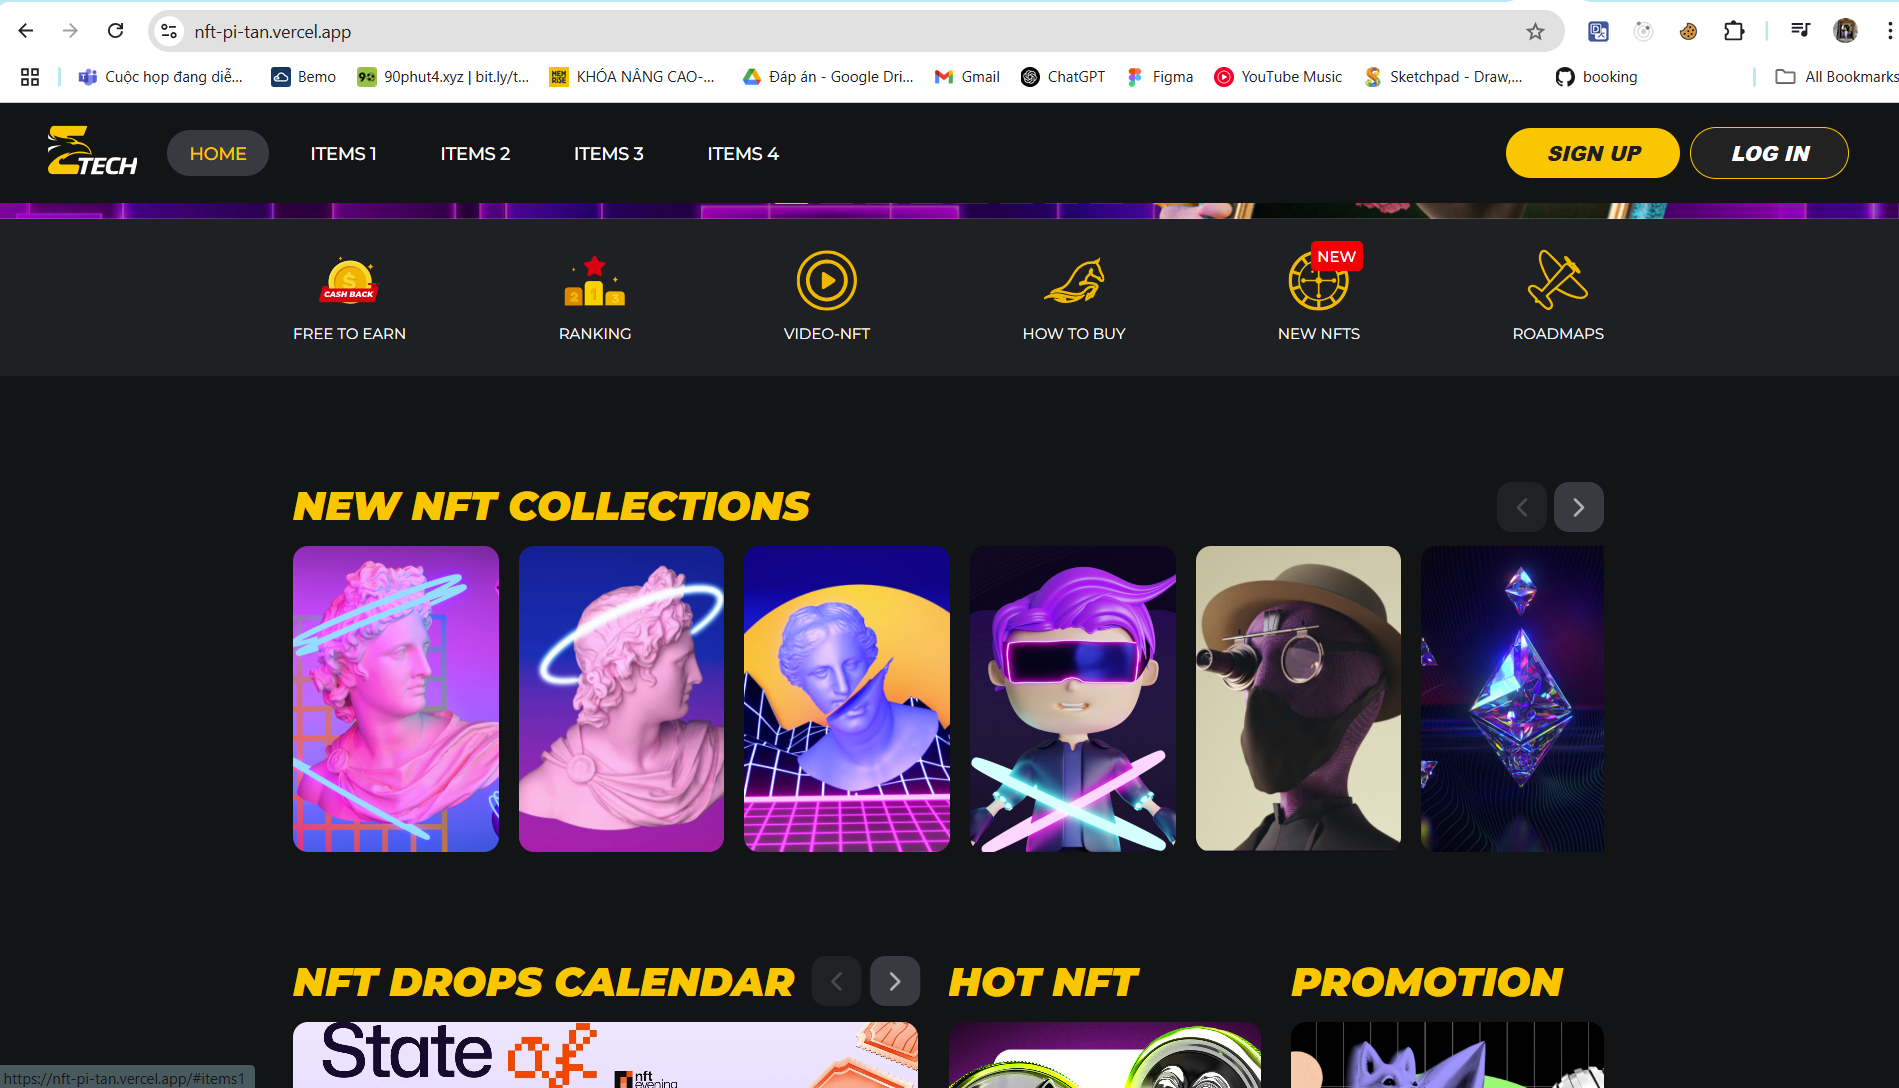 nft-pi-tan.vercel.app
Cuộc họp đang diễ... Bemo 90phut4.xyz | bit.ly/t... KHÓA NÂNG CAO-... Đáp án - Google Dri... Gmail ChatGPT Figma YouTube Music Sketchpad - Draw,... booking All Bookmarks
TECH HOME ITEMS 1 ITEMS 2 ITEMS 3 ITEMS 4 SIGN UP LOG IN
NEW
CASH BACK 2 1 3
FREE TO EARN RANKING VIDEO-NFT HOW TO BUY NEW NFTS ROADMAPS
NEW NFT COLLECTIONS
NFT DROPS CALENDAR HOT NFT PROMOTION
State of
nft
evening
https://nft-pi-tan.vercel.app/#items1